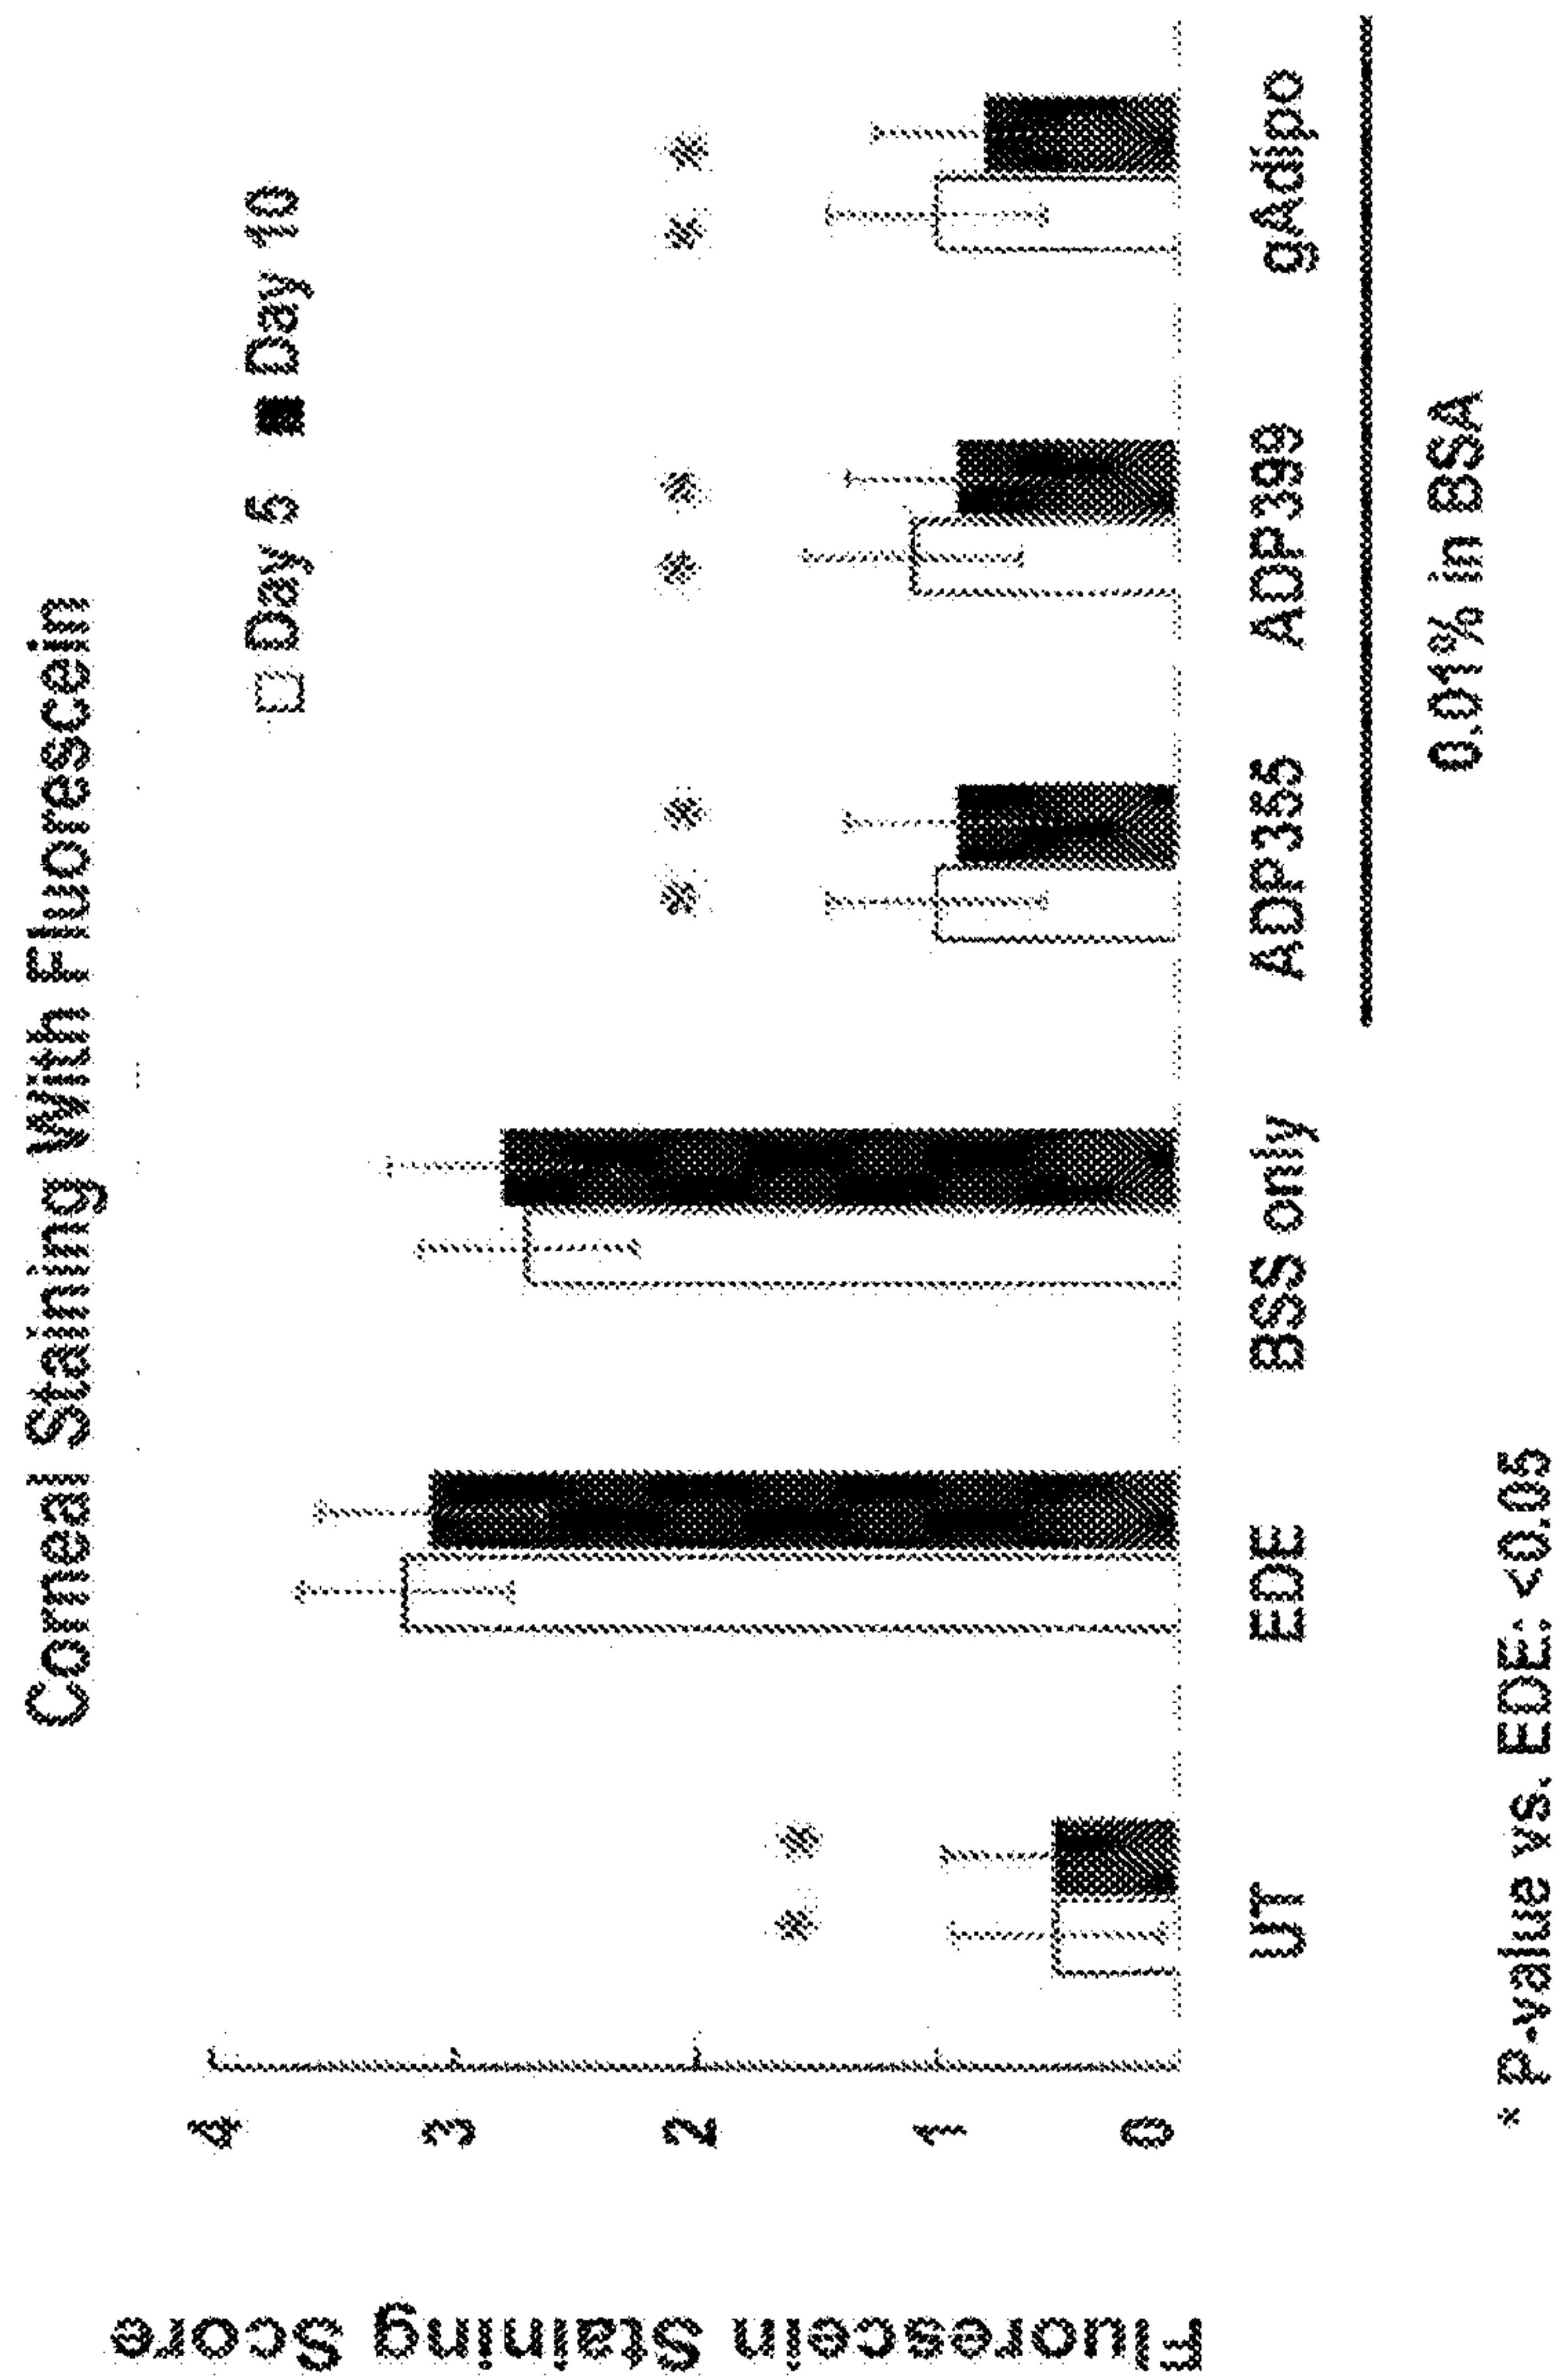 Corneal Staining With Fluorescein
Day 5 Day 10
Fluorescein Staining Score
4
3
2
1
0
* *
* *
* *
* *
UT EDE BSS only ADP355 ADP399 gAdipo
0.01% in BSA
* P-value vs. EDE: <0.05